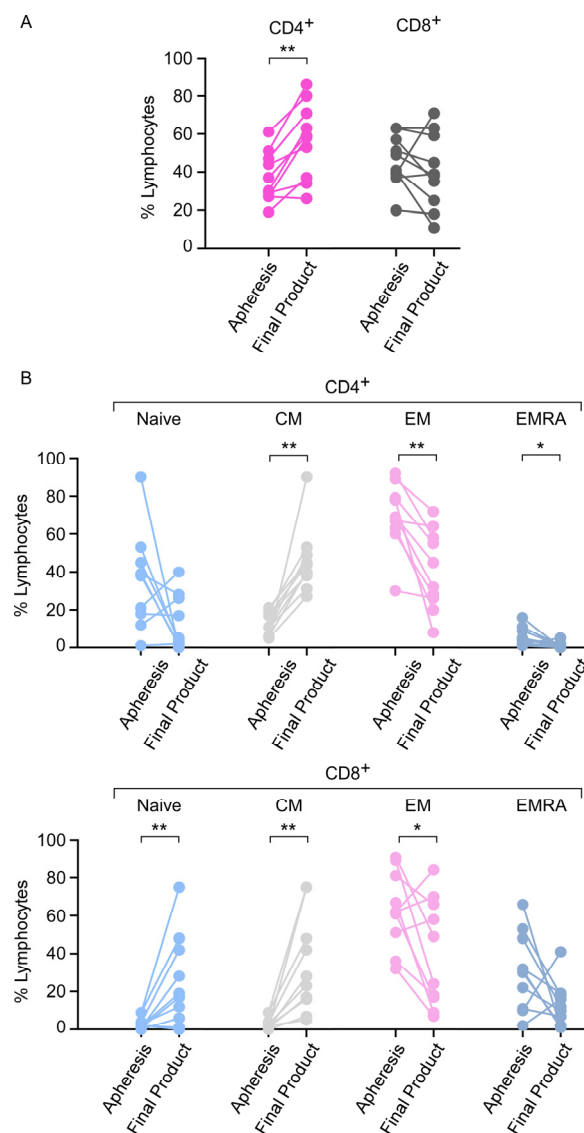 A
CD4⁺ CD8⁺
** 
% Lymphocytes
100
80
60
40
20
0
Apheresis Final Product Apheresis Final Product
B
CD4⁺
Naive CM EM EMRA
** ** *
% Lymphocytes
100
80
60
40
20
0
Apheresis Final Product Apheresis Final Product Apheresis Final Product Apheresis Final Product
CD8⁺
Naive CM EM EMRA
** ** *
% Lymphocytes
100
80
60
40
20
0
Apheresis Final Product Apheresis Final Product Apheresis Final Product Apheresis Final Product